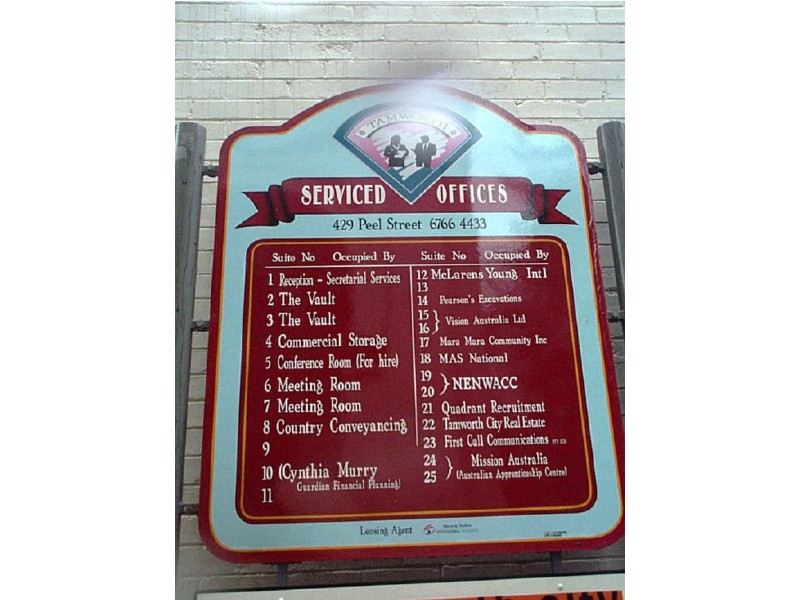 TAMWORTH
SERVICED OFFICES
429 Peel Street 6766 4433
Suite No Occupied By
1 Reception - Secretarial Services
2 The Vault
3 The Vault
4 Commercial Storage
5 Conference Room (For hire)
6 Meeting Room
7 Meeting Room
8 Country Conveyancing
9
10 (Cynthia Murry
Guardian Financial Planning)
11
Suite No Occupied By
12 McLarens Young Intl
13
14 Pearson's Excavations
15
16 } Vision Australia Ltd
17 Mara Mara Community Inc
18 MAS National
19
20 } NENWACC
21 Quadrant Recruitment
22 Tamworth City Real Estate
23 First Call Communications PTY LTD
24 } Mission Australia
25 (Australian Apprenticeship Centre)
Leasing Agent